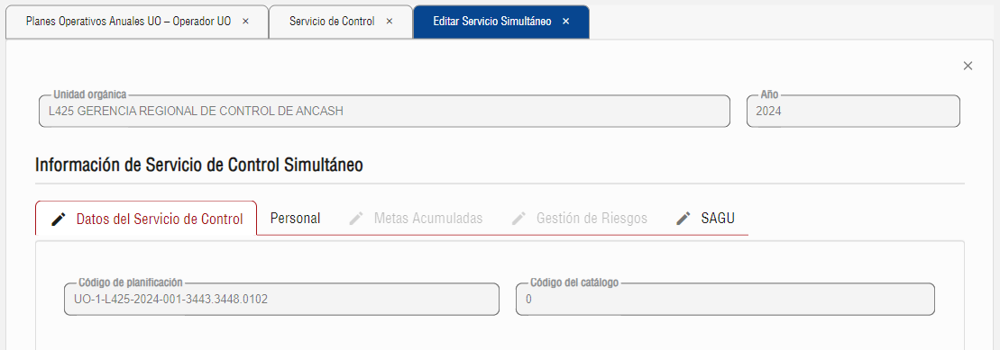 Planes Operativos Anuales UO – Operador UO × Servicio de Control × Editar Servicio Simultáneo ×
×
Unidad orgánica Año
L425 GERENCIA REGIONAL DE CONTROL DE ANCASH 2024
Información de Servicio de Control Simultáneo
Datos del Servicio de Control Personal Metas Acumuladas Gestión de Riesgos SAGU
Código de planificación Código del catálogo
UO-1-L425-2024-001-3443.3448.0102 0